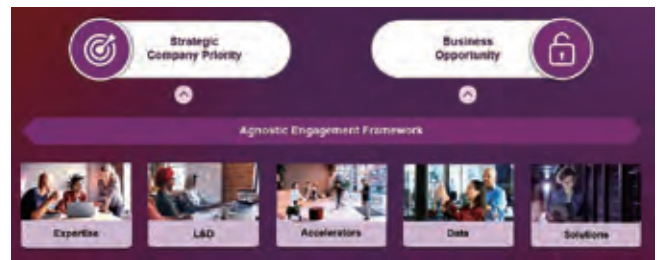 Strategic
Company Priority
Business
Opportunity
Agnostic Engagement Framework
Expertise
L&D
Accelerators
Data
Solutions